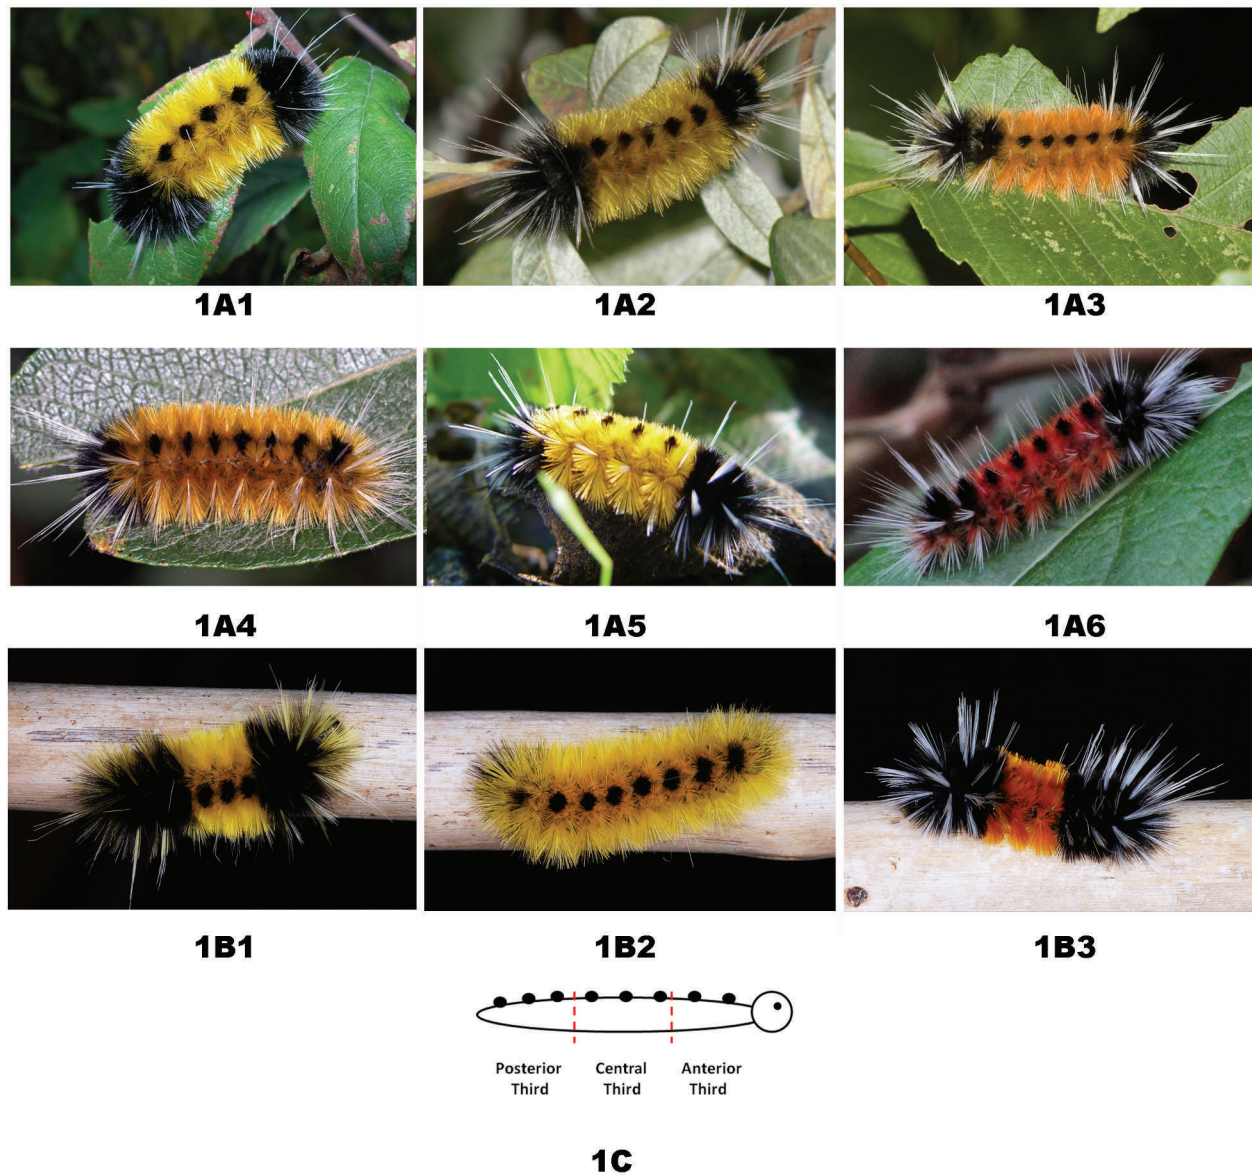 1A1
1A2
1A3
1A4
1A5
1A6
1B1
1B2
1B3
Posterior Third
Central Third
Anterior Third
1C